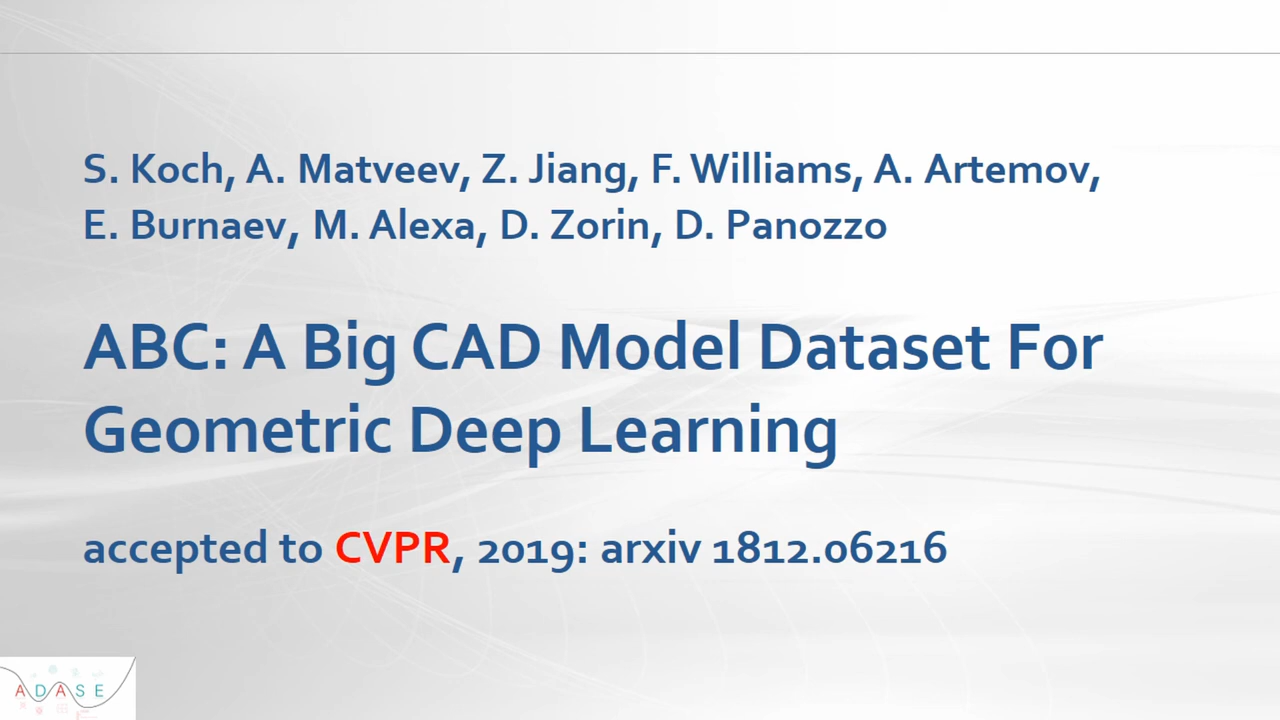 S. Koch, A. Matveev, Z. Jiang, F. Williams, A. Artemov,
E. Burnaev, M. Alexa, D. Zorin, D. Panozzo
ABC: A Big CAD Model Dataset For
Geometric Deep Learning
accepted to CVPR, 2019: arxiv 1812.06216
ADASE